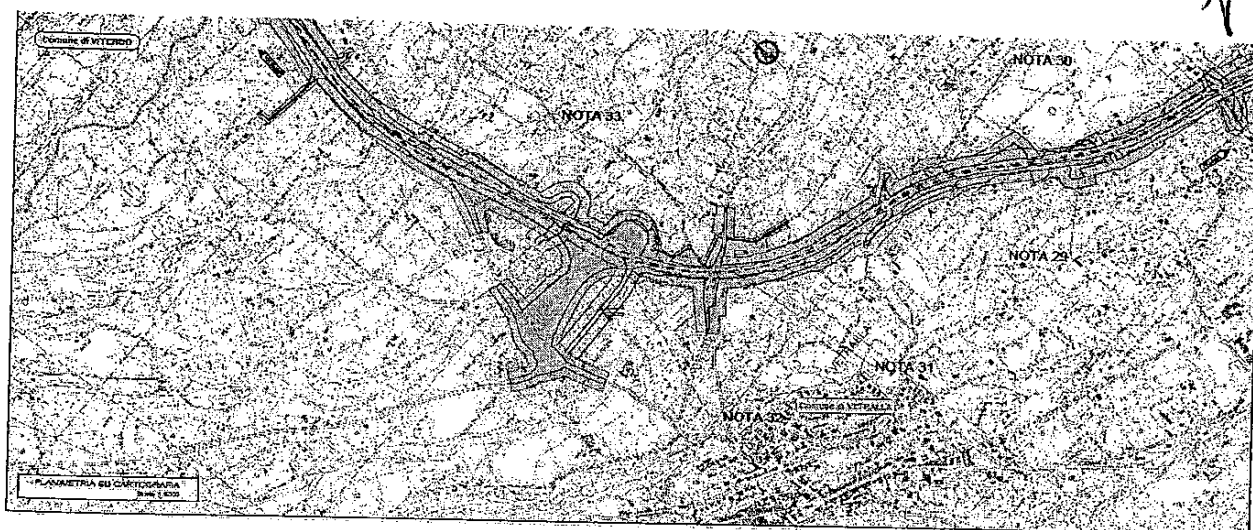 Comune di VITERBO
NOTA 30
NOTA 33
NOTA 29
NOTA 31
Comune di VETRALLA
NOTA 32
PLANIMETRIA SU CARTOGRAFIA